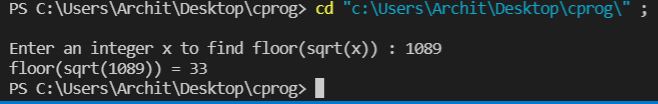 PS C:\Users\Archit\Desktop\cprog> cd "c:\Users\Archit\Desktop\cprog\" ;
Enter an integer x to find floor(sqrt(x)) : 1089
floor(sqrt(1089)) = 33
PS C:\Users\Archit\Desktop\cprog>